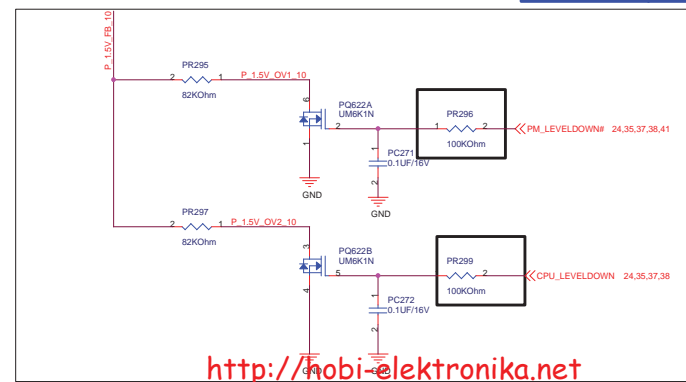 P_1.5V_FB_10
PR295
2 1 P_1.5V_OV1_10
82KOhm
6
PQ622A
UM6K1N
2
1
PR296
1 2
100KOhm
PM_LEVELDOWN# 24,35,37,38,41
1
PC271
0.1UF/16V
2
GND
GND
PR297
2 1 P_1.5V_OV2_10
82KOhm
3
PQ622B
UM6K1N
5
4
PR299
2
100KOhm
CPU_LEVELDOWN 24,35,37,38
1
PC272
0.1UF/16V
2
GND
GND
http://hobi-elektronika.net